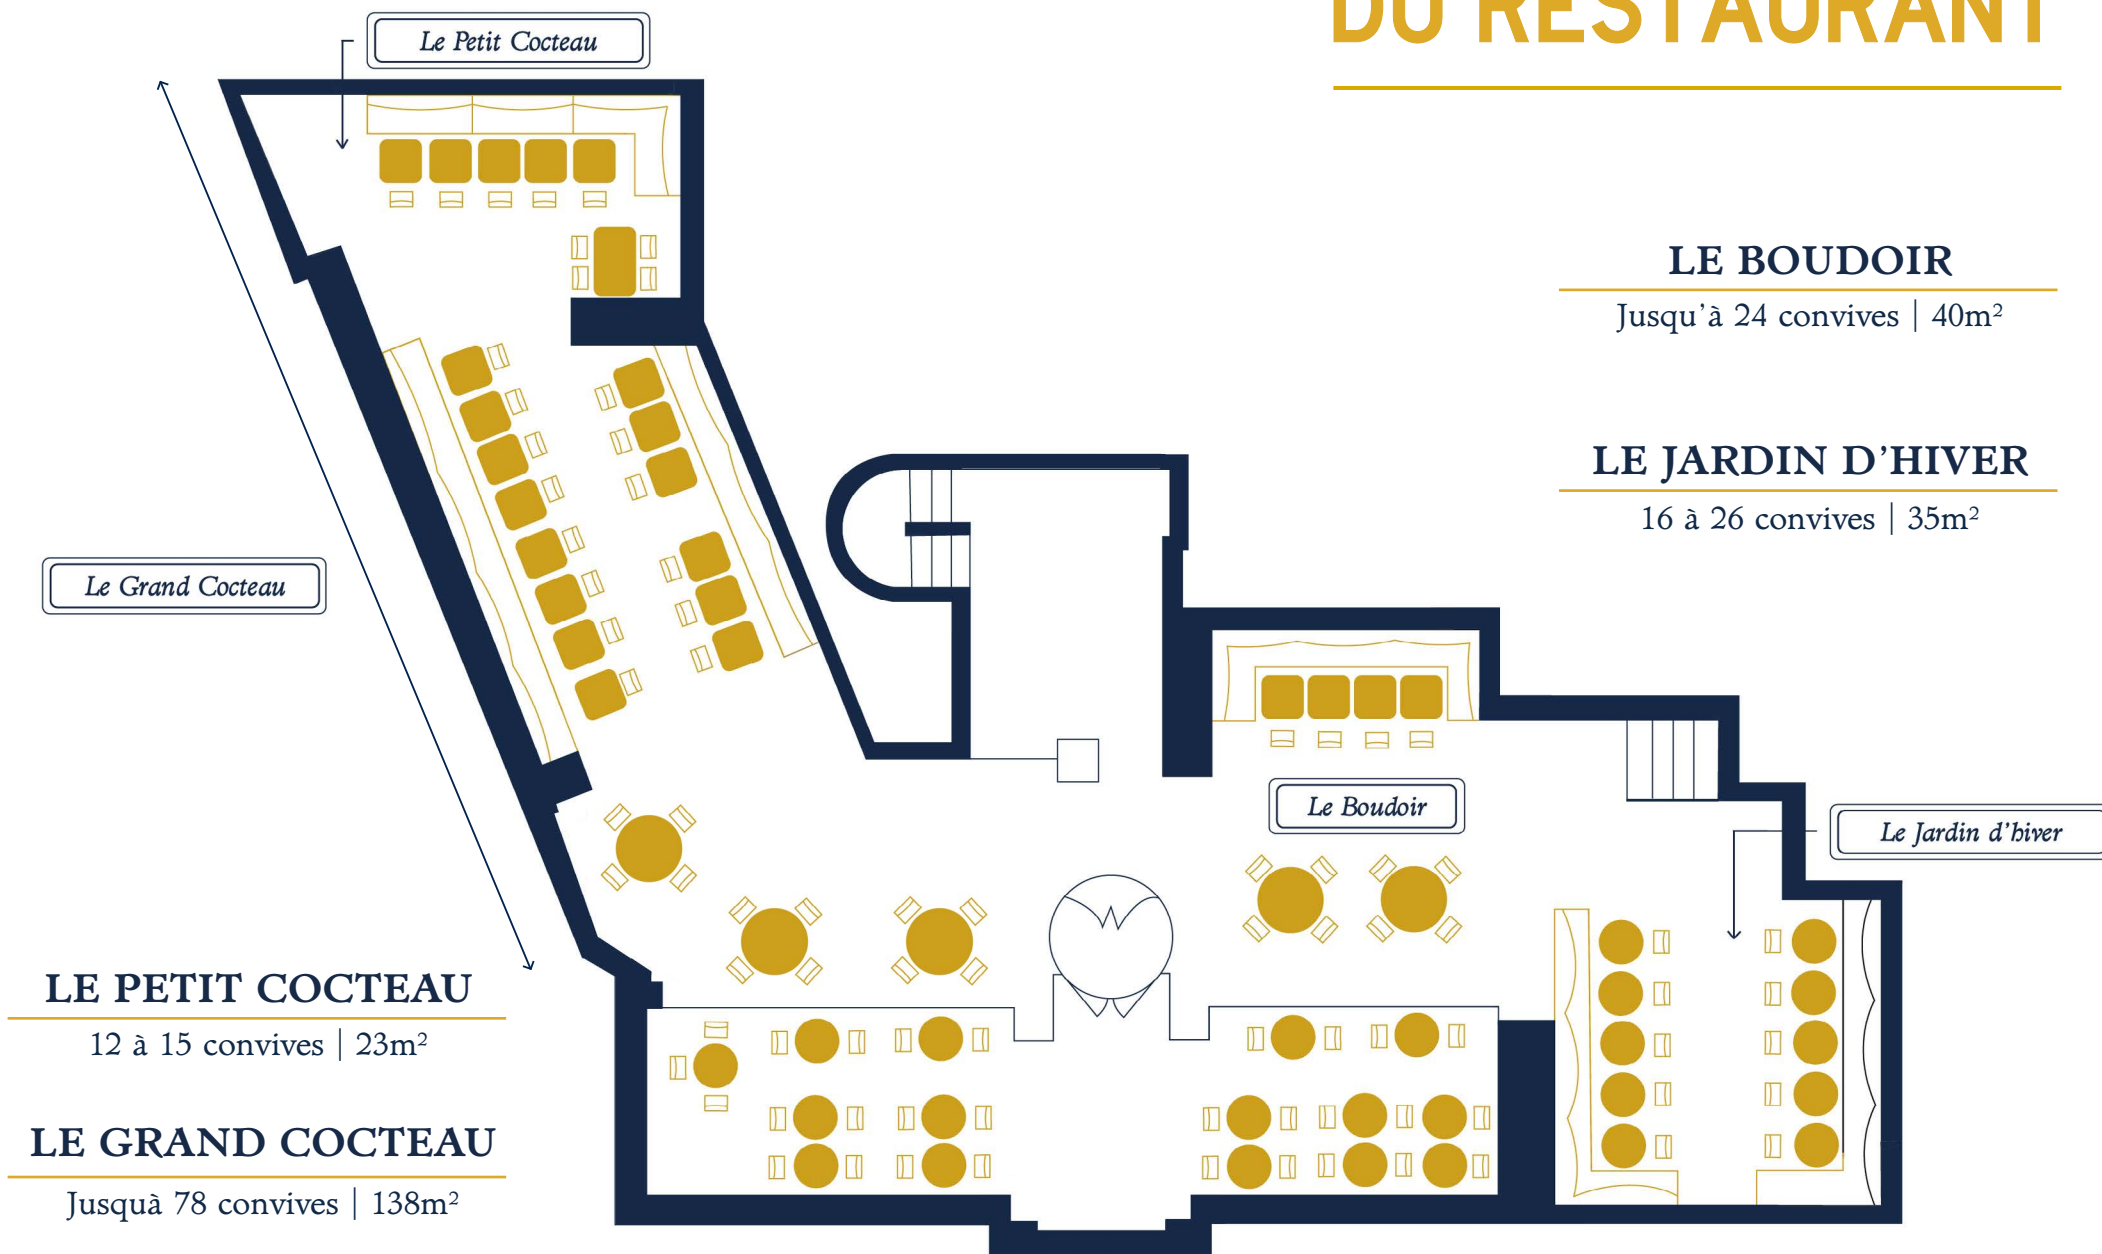 DU RESTAURANT
Le Petit Cocteau
LE BOUDOIR
Jusqu'à 24 convives | 40m²
LE JARDIN D'HIVER
16 à 26 convives | 35m²
Le Grand Cocteau
Le Boudoir
Le Jardin d'hiver
LE PETIT COCTEAU
12 à 15 convives | 23m²
LE GRAND COCTEAU
Jusquà 78 convives | 138m²